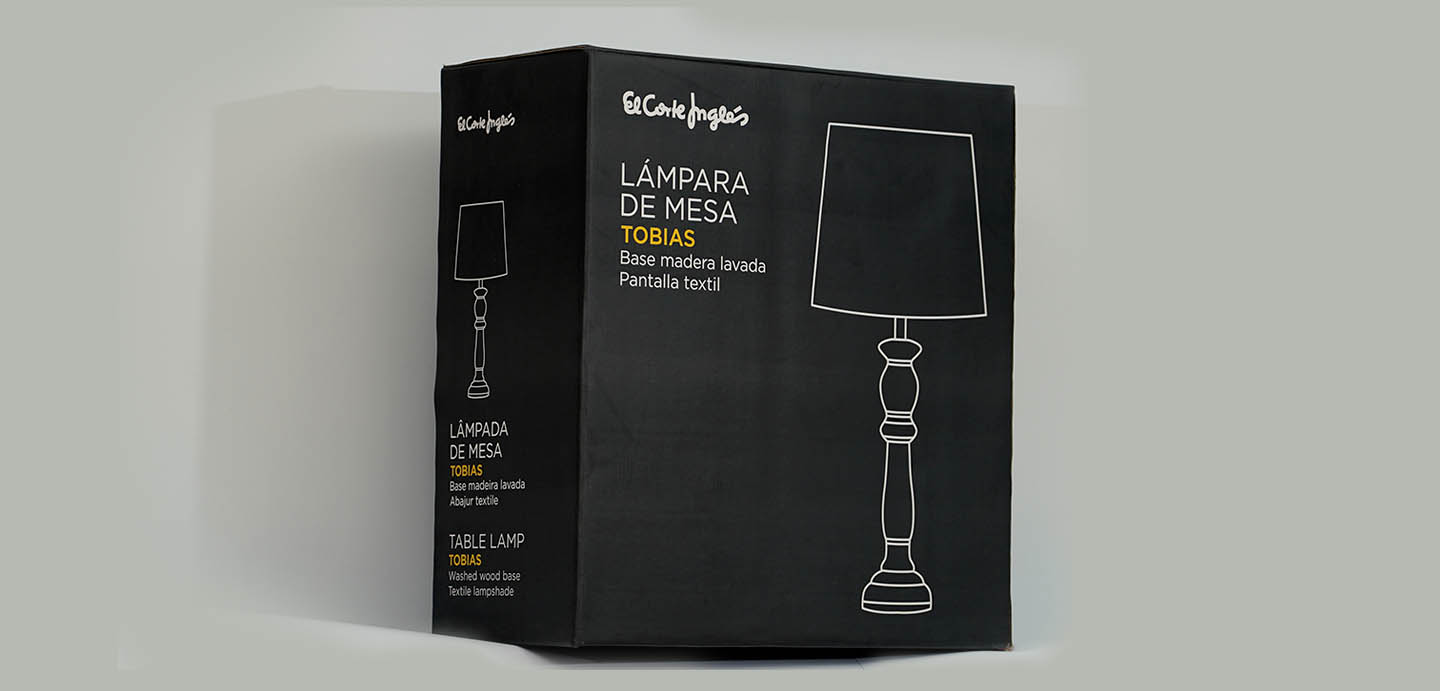 El Corte Inglés
LÂMPADA
DE MESA
TOBIAS
Base madeira lavada
Abajur textile
TABLE LAMP
TOBIAS
Washed wood base
Textile lampshade
El Corte Inglés
LÁMPARA
DE MESA
TOBIAS
Base madera lavada
Pantalla textil